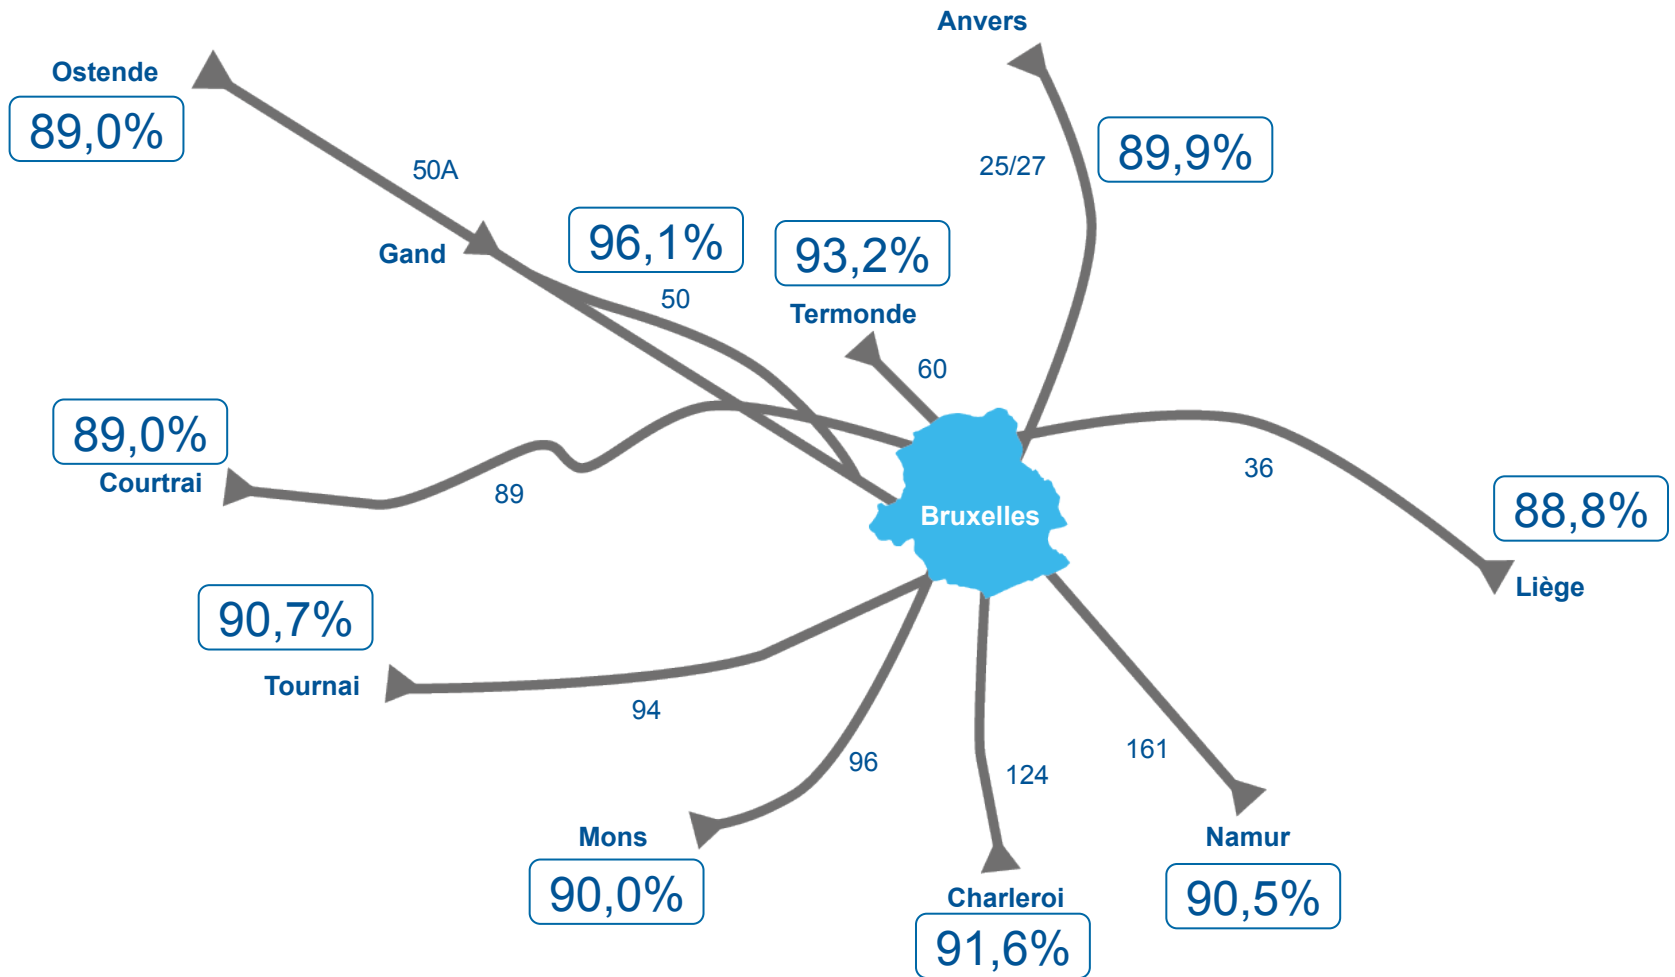 Anvers
Ostende
89,0%
50A
25/27
89,9%
Gand
96,1%
50
93,2%
Termonde
60
89,0%
Courtrai
89
36
88,8%
Liège
Bruxelles
90,7%
Tournai
94
96
124
161
Mons
90,0%
Charleroi
91,6%
Namur
90,5%